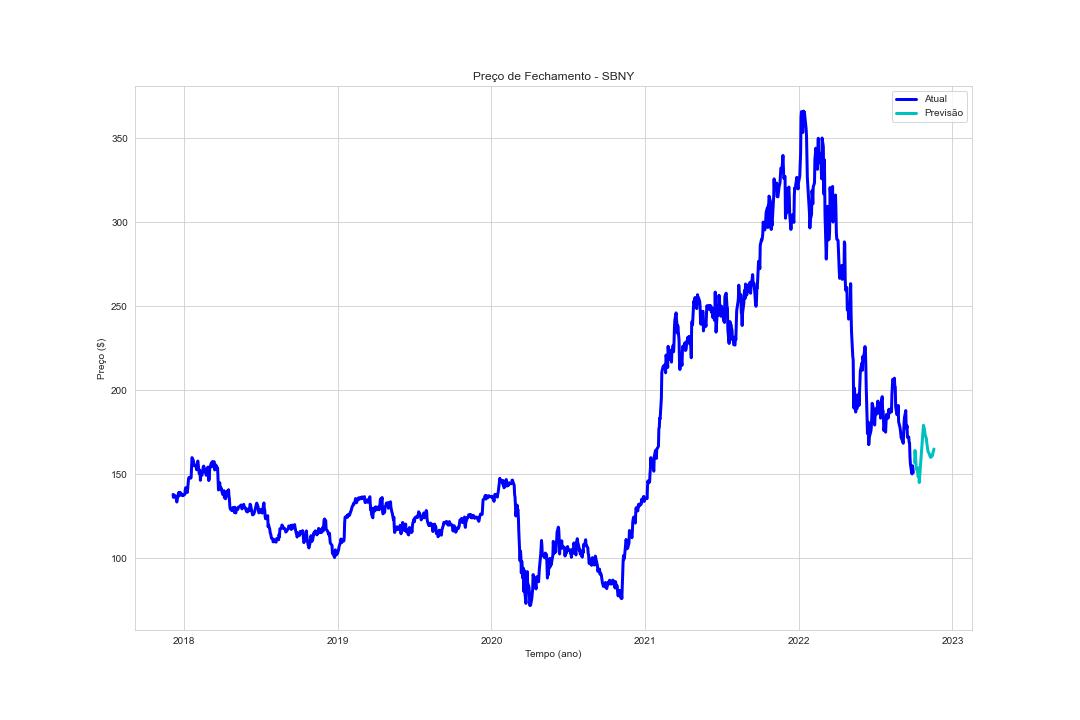 Preço de Fechamento - SBNY
Atual
Previsão
350
300
250
200
150
100
Preço ($)
2018
2019
2020
2021
2022
2023
Tempo (ano)